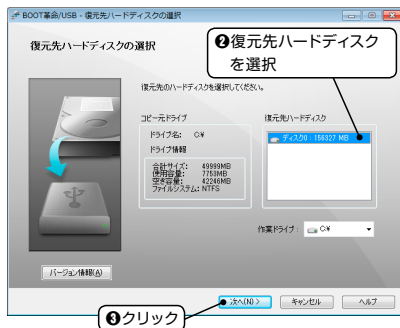 BOOT革命/USB - 復元先ハードディスクの選択
復元先ハードディスクの選択
❷復元先ハードディスク
を選択
復元先のハードディスクを選択してください。
コピー元ドライブ
ドライブ名: C:¥
ドライブ情報
合計サイズ: 49999MB
使用容量: 7753MB
空き容量: 42246MB
ファイルシステム: NTFS
復元先ハードディスク
ディスク0 : 156327 MB
作業ドライブ: C:¥
バージョン情報(A)
次へ(N) >
キャンセル
ヘルプ
❸クリック